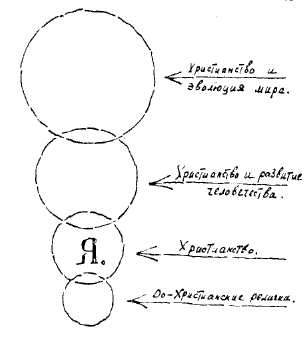 Христианство и
эволюция мира.
Христианство и развитие
человечества.
Я.
Христианство.
До-Христианские религии.